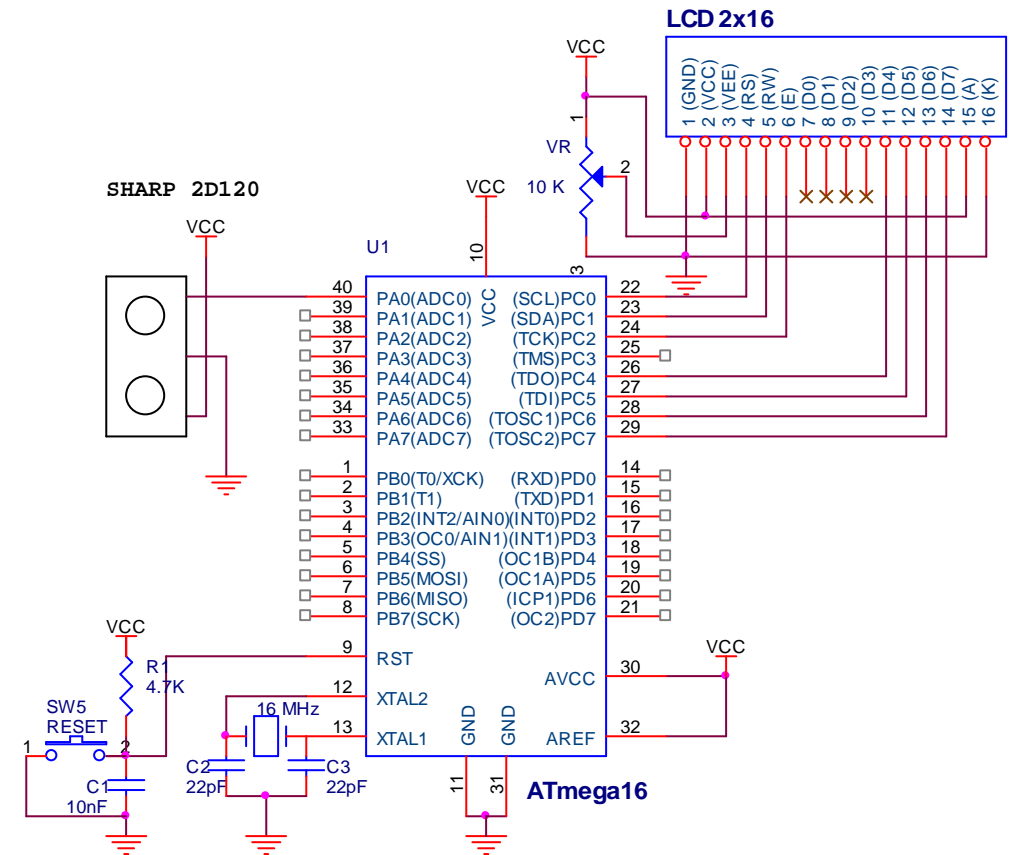 LCD 2x16
VCC
1 (GND)
2 (VCC)
3 (VEE)
4 (RS)
5 (RW)
6 (E)
7 (D0)
8 (D1)
9 (D2)
10 (D3)
11 (D4)
12 (D5)
13 (D6)
14 (D7)
15 (A)
16 (K)
1
VR
2
10 K
3
SHARP 2D120
VCC
VCC
10
U1
VCC
40 PA0(ADC0) (SCL)PC0 22
39 PA1(ADC1) (SDA)PC1 23
38 PA2(ADC2) (TCK)PC2 24
37 PA3(ADC3) (TMS)PC3 25
36 PA4(ADC4) (TDO)PC4 26
35 PA5(ADC5) (TDI)PC5 27
34 PA6(ADC6) (TOSC1)PC6 28
33 PA7(ADC7) (TOSC2)PC7 29
1 PB0(T0/XCK) (RXD)PD0 14
2 PB1(T1) (TXD)PD1 15
3 PB2(INT2/AIN0) (INT0)PD2 16
4 PB3(OC0/AIN1) (INT1)PD3 17
5 PB4(SS) (OC1B)PD4 18
6 PB5(MOSI) (OC1A)PD5 19
7 PB6(MISO) (ICP1)PD6 20
8 PB7(SCK) (OC2)PD7 21
9 RST
12 XTAL2
13 XTAL1
AVCC 30
AREF 32
VCC
GND
GND
11
31
ATmega16
VCC
R1
4.7K
SW5
RESET
1
2
C1
10nF
16 MHz
C2
22pF
C3
22pF